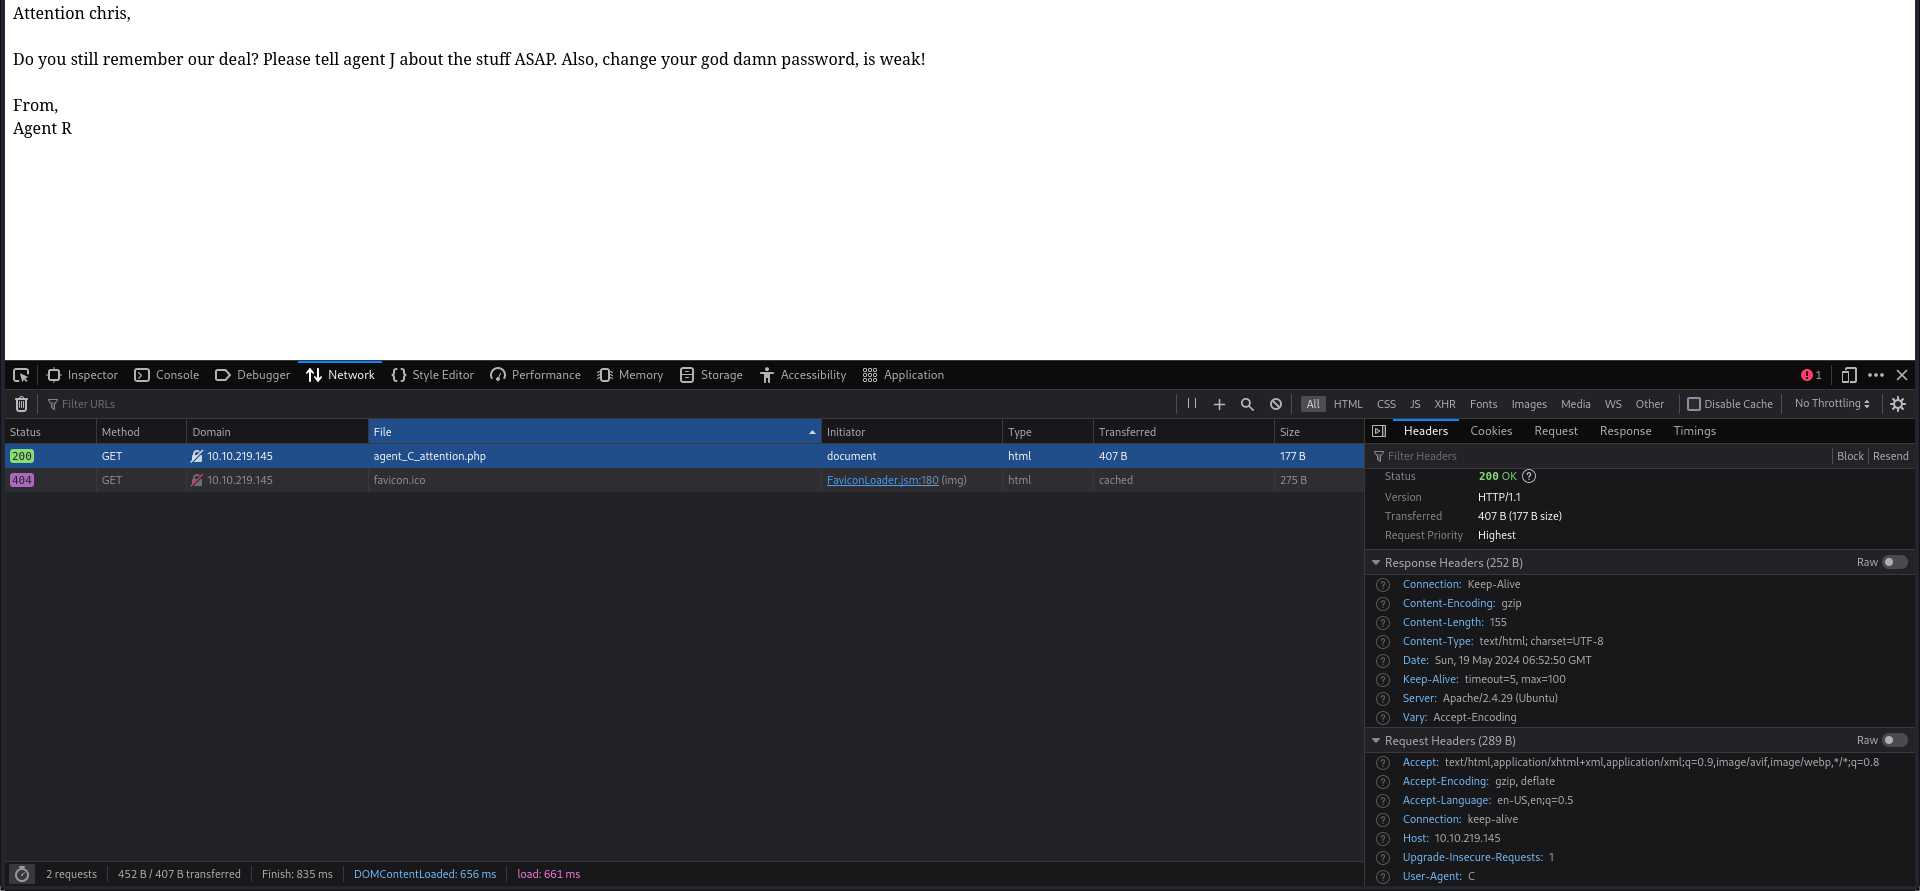 Attention chris,
Do you still remember our deal? Please tell agent J about the stuff ASAP. Also, change your god damn password, is weak!
From,
Agent R
Inspector Console Debugger Network Style Editor Performance Memory Storage Accessibility Application 1
Filter URLs All HTML CSS JS XHR Fonts Images Media WS Other Disable Cache No Throttling
Status Method Domain File Initiator Type Transferred Size
200 GET 10.10.219.145 agent_C_attention.php document html 407 B 177 B
404 GET 10.10.219.145 favicon.ico FaviconLoader.jsm:180 (img) html cached 275 B
Headers Cookies Request Response Timings
Filter Headers Block Resend
Status 200 OK
Version HTTP/1.1
Transferred 407 B (177 B size)
Request Priority Highest
Response Headers (252 B) Raw
Connection: Keep-Alive
Content-Encoding: gzip
Content-Length: 155
Content-Type: text/html; charset=UTF-8
Date: Sun, 19 May 2024 06:52:50 GMT
Keep-Alive: timeout=5, max=100
Server: Apache/2.4.29 (Ubuntu)
Vary: Accept-Encoding
Request Headers (289 B) Raw
Accept: text/html,application/xhtml+xml,application/xml;q=0.9,image/avif,image/webp,*/*;q=0.8
Accept-Encoding: gzip, deflate
Accept-Language: en-US,en;q=0.5
Connection: keep-alive
Host: 10.10.219.145
Upgrade-Insecure-Requests: 1
User-Agent: C
2 requests 452 B / 407 B transferred Finish: 835 ms DOMContentLoaded: 656 ms load: 661 ms